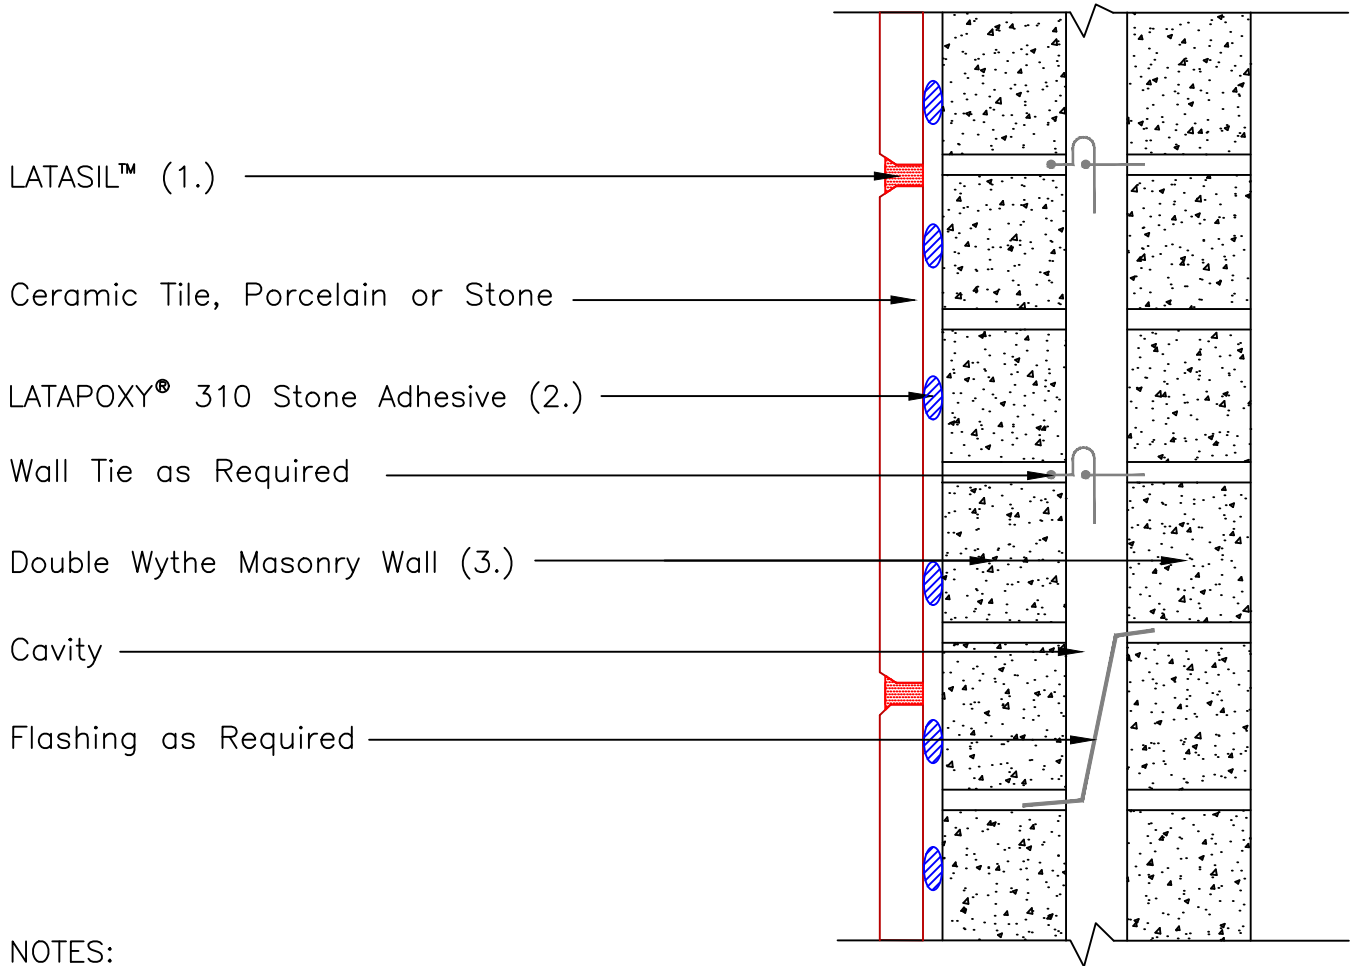 LATASIL™ (1.)
Ceramic Tile, Porcelain or Stone
LATAPOXY® 310 Stone Adhesive (2.)
Wall Tie as Required
Double Wythe Masonry Wall (3.)
Cavity
Flashing as Required
NOTES: